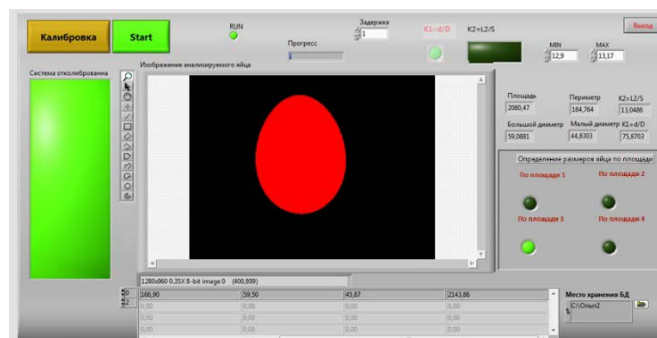 Калибровка
Start
RUN
Прогресс
Задержка
1
K1=d/D
K2=L2/S
Выход
MIN
12,9
MAX
13,17
Система отколиброванна
Изображение анализируемого яйца
Площадь
2080,47
Периметр
164,764
K2=L2/S
13,0486
Большой диаметр
59,0881
Малый диаметр
44,8303
K1=d/D
75,8703
Определение размеров яйца по площади
По площади 1
По площади 2
По площади 3
По площади 4
1280x960 0.35X 8-bit image 0 (400,899)
0
2
166,90 59,50 45,87 2143,86
0,00 0,00 0,00 0,00
0,00 0,00 0,00 0,00
0,00 0,00 0,00 0,00
Место хранения БД
C:\Опыт2